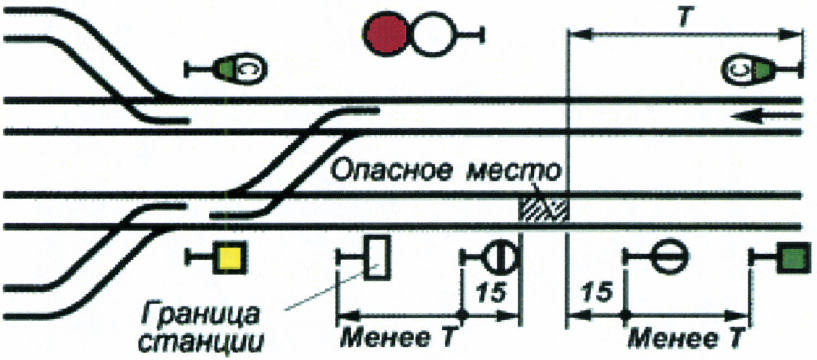 T
С
С
Опасное место
15
15
Граница
станции
Менее Т
Менее Т